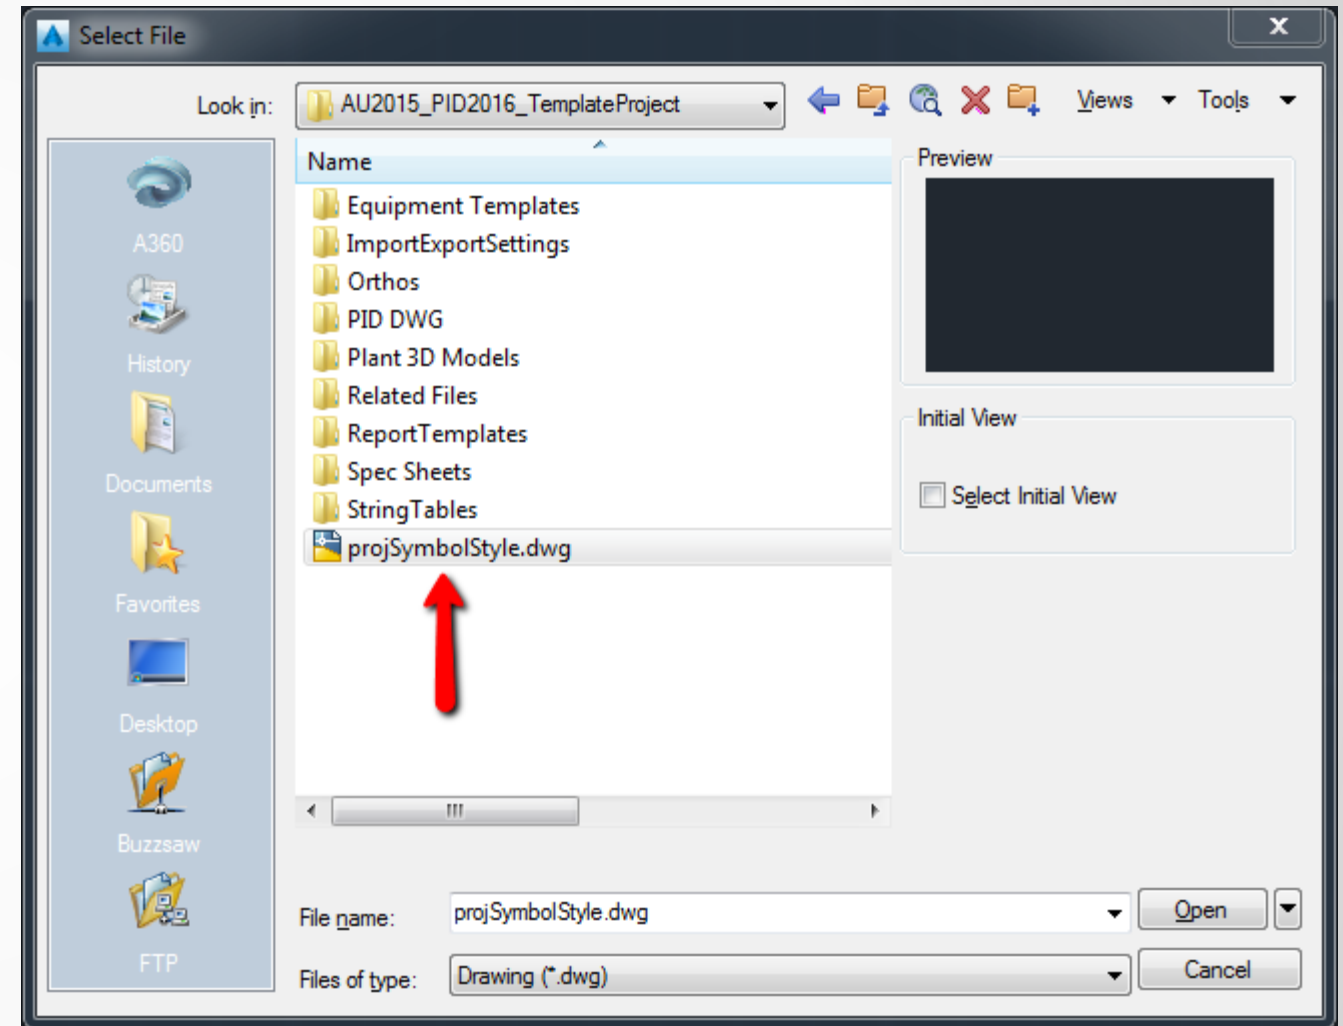 Select File
x
Look in:
AU2015_PID2016_TemplateProject
Views
Tools
A360
History
Documents
Favorites
Desktop
Buzzsaw
FTP
Name
Equipment Templates
ImportExportSettings
Orthos
PID DWG
Plant 3D Models
Related Files
ReportTemplates
Spec Sheets
StringTables
projSymbolStyle.dwg
Preview
Initial View
Select Initial View
File name:
projSymbolStyle.dwg
Open
Files of type:
Drawing (*.dwg)
Cancel